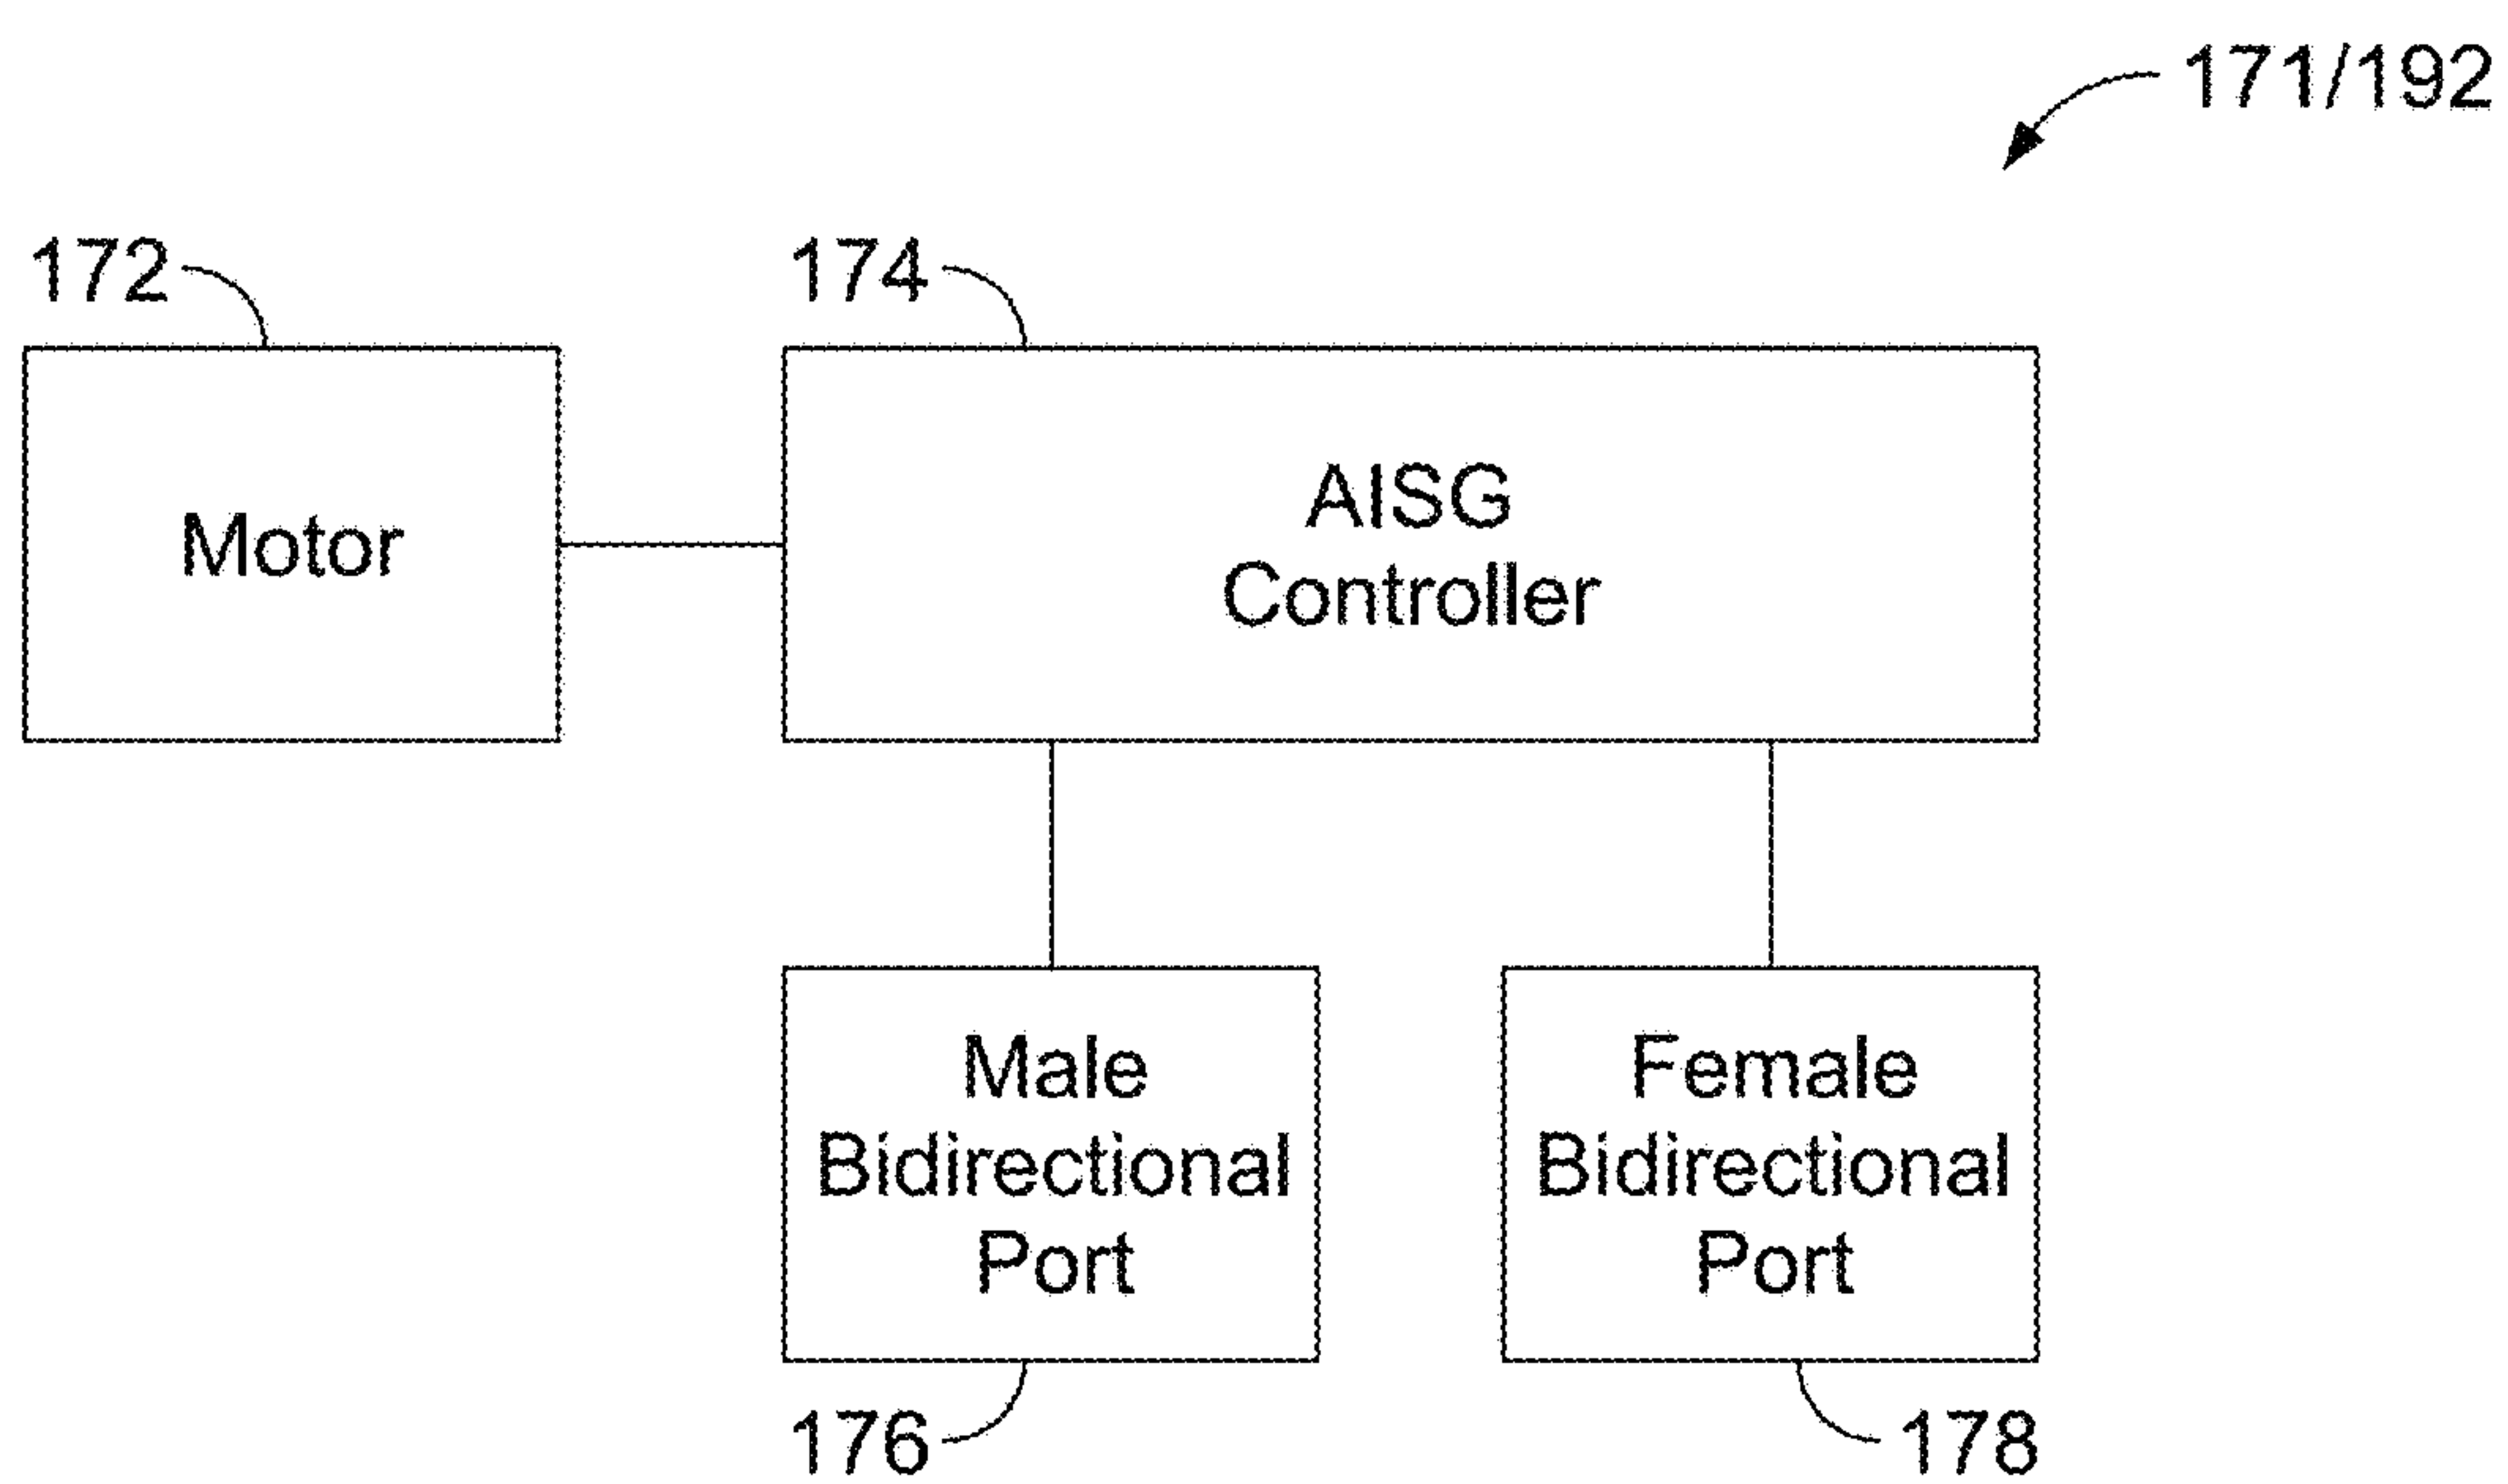 171/192
172
174
Motor
AISG
Controller
Male
Bidirectional
Port
Female
Bidirectional
Port
176
178